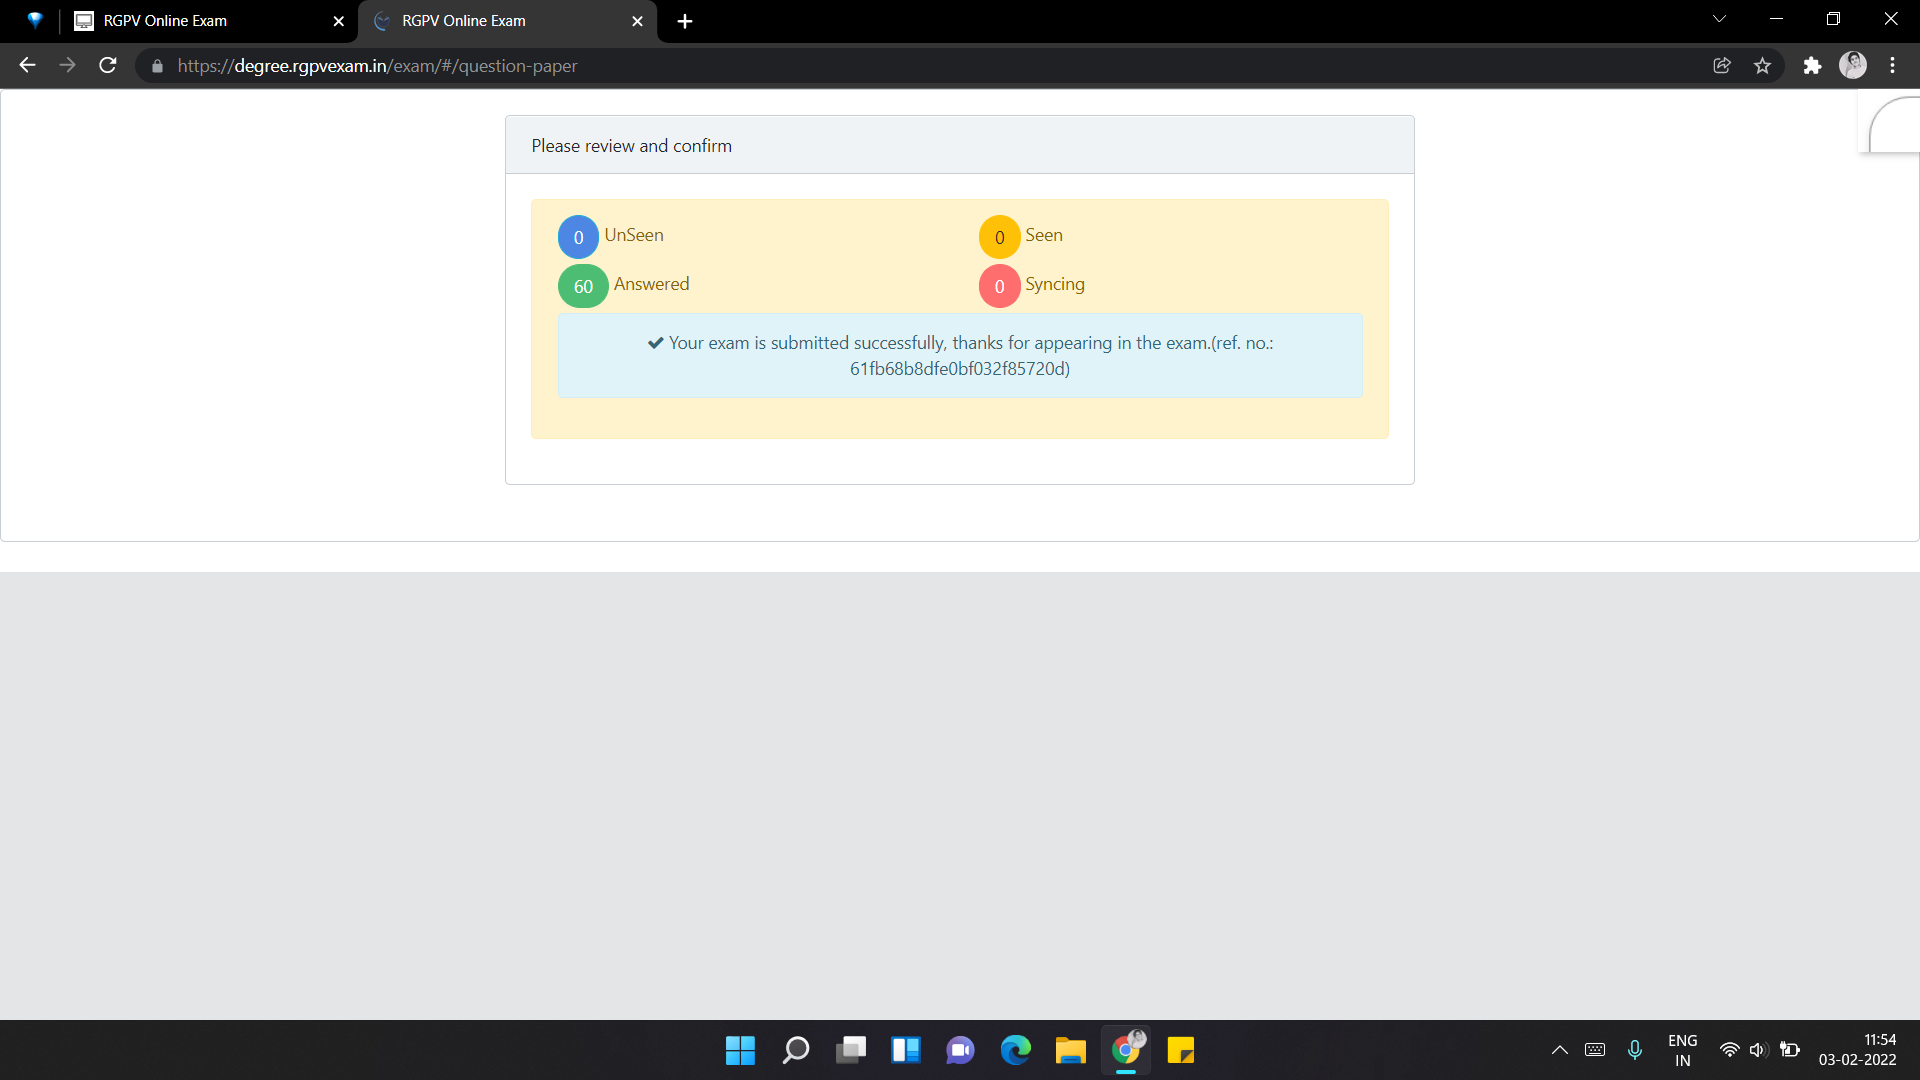 RGPV Online Exam
RGPV Online Exam
https://degree.rgpvexam.in/exam/#/question-paper
Please review and confirm
0 UnSeen
0 Seen
60 Answered
0 Syncing
Your exam is submitted successfully, thanks for appearing in the exam.(ref. no.:
61fb68b8dfe0bf032f85720d)
ENG
IN
11:54
03-02-2022